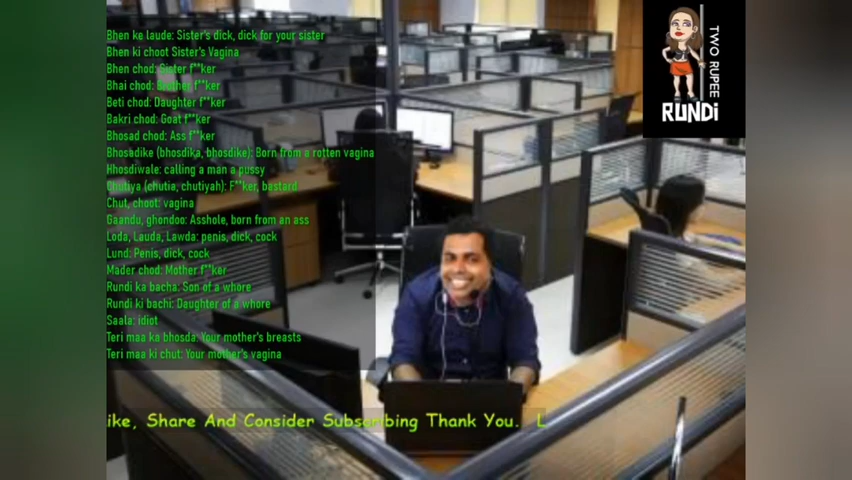 Bhen ke laude: Sister's dick, dick for your sister
Bhen ki choot Sister's Vagina
Bhen chod: Sister f**ker
Bhai chod: Brother f**ker
Beti chod: Daughter f**ker
Bakri chod: Goat f**ker
Bhosad chod: Ass f**ker
Bhosadike (bhosdika, bhosdike): Born from a rotten vagina
Hhosdiwale: calling a man a pussy
Chutiya (chutia, chutiyah): F**ker, bastard
Chut, choot: vagina
Gaandu, ghondoo: Asshole, born from an ass
Loda, Lauda, Lawda: penis, dick, cock
Lund: Penis, dick, cock
Mader chod: Mother f**ker
Rundi ka bacha: Son of a whore
Rundi ki bachi: Daughter of a whore
Saala: idiot
Teri maa ka bhosda: Your mother's breasts
Teri maa ki chut: Your mother's vagina
TWO RUPEE
RUNDi
ike, Share And Consider Subscribing Thank You. L